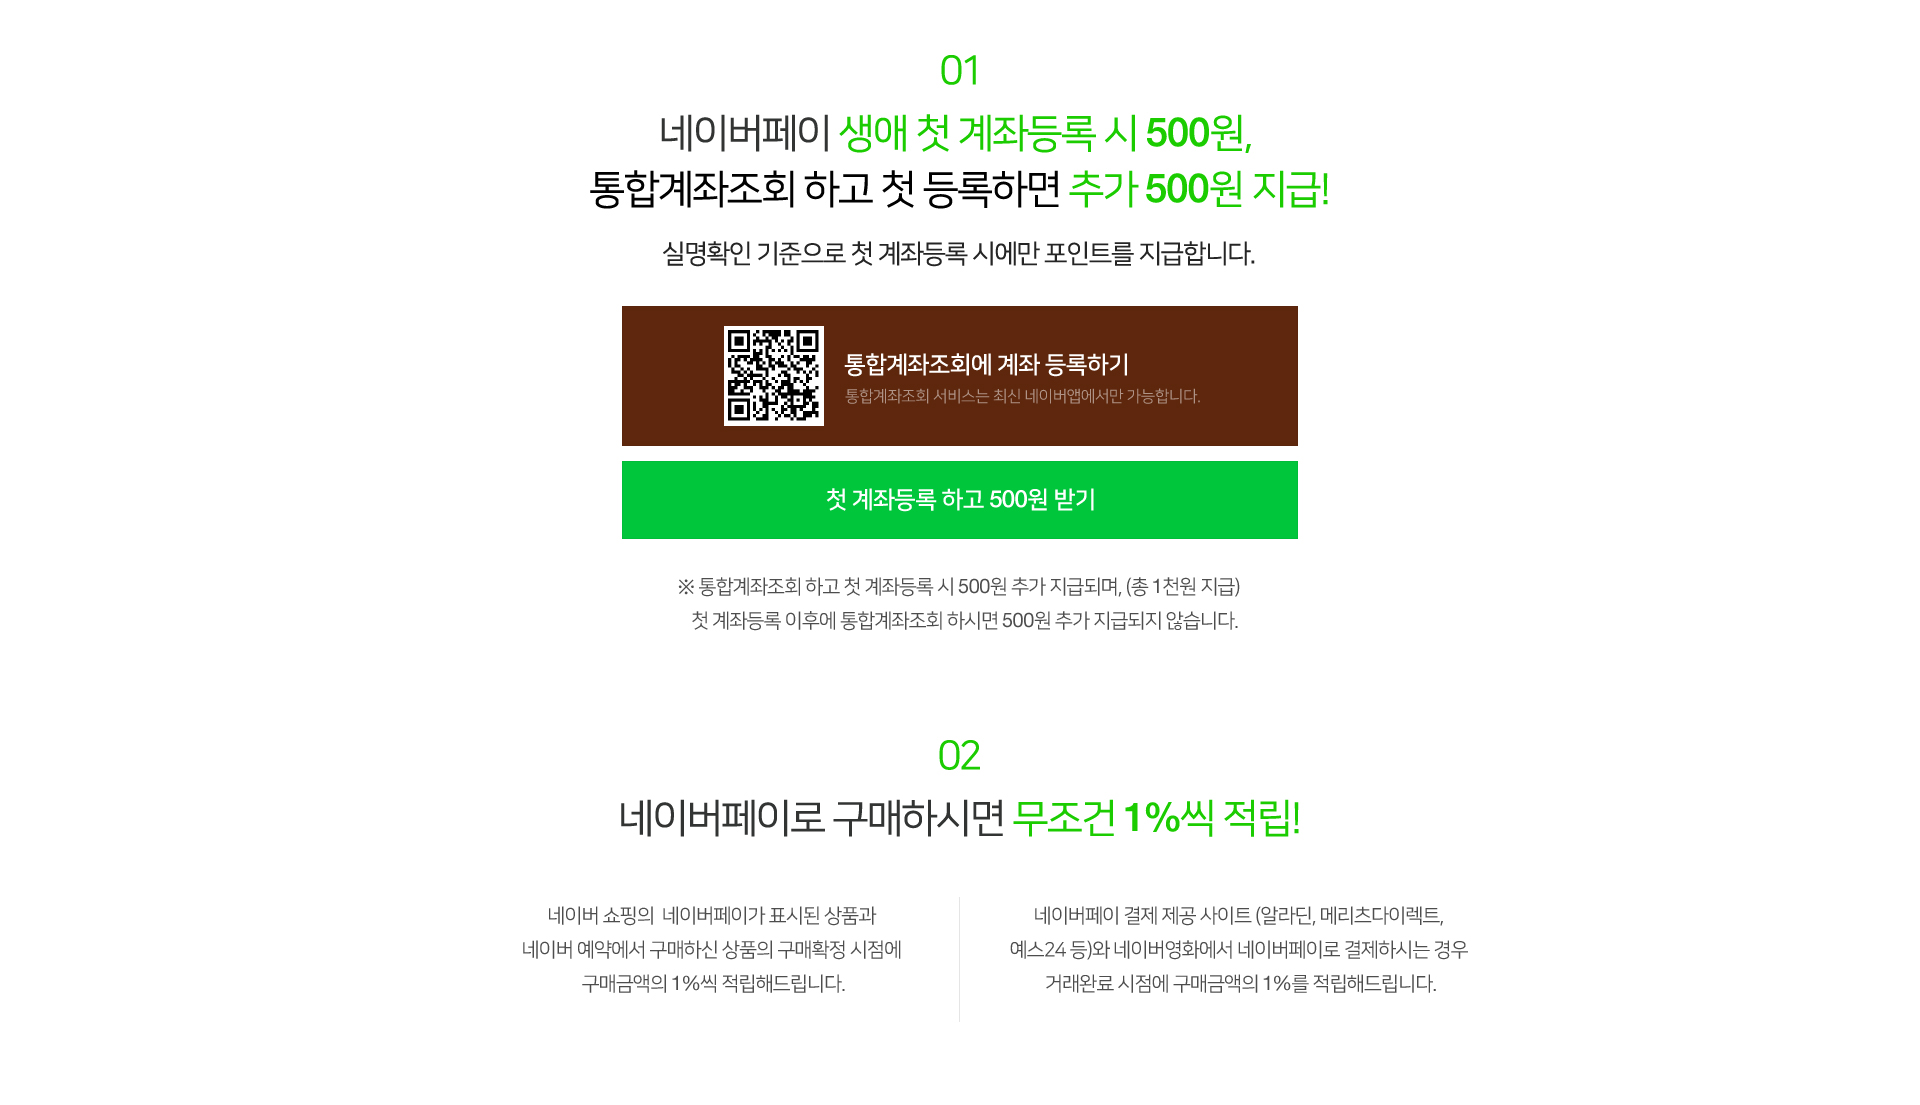 01
네이버페이 생애 첫 계좌등록 시 500원,
통합계좌조회 하고 첫 등록하면 추가 500원 지급!
실명확인 기준으로 첫 계좌등록 시에만 포인트를 지급합니다.
통합계좌조회에 계좌 등록하기
통합계좌조회 서비스는 최신 네이버앱에서만 가능합니다.
첫 계좌등록 하고 500원 받기
※ 통합계좌조회 하고 첫 계좌등록 시 500원 추가 지급되며, (총 1천원 지급)
첫 계좌등록 이후에 통합계좌조회 하시면 500원 추가 지급되지 않습니다.
02
네이버페이로 구매하시면 무조건 1%씩 적립!
네이버 쇼핑의 네이버페이가 표시된 상품과
네이버 예약에서 구매하신 상품의 구매확정 시점에
구매금액의 1%씩 적립해드립니다.
네이버페이 결제 제공 사이트 (알라딘, 메리츠다이렉트,
예스24 등)와 네이버영화에서 네이버페이로 결제하시는 경우
거래완료 시점에 구매금액의 1%를 적립해드립니다.